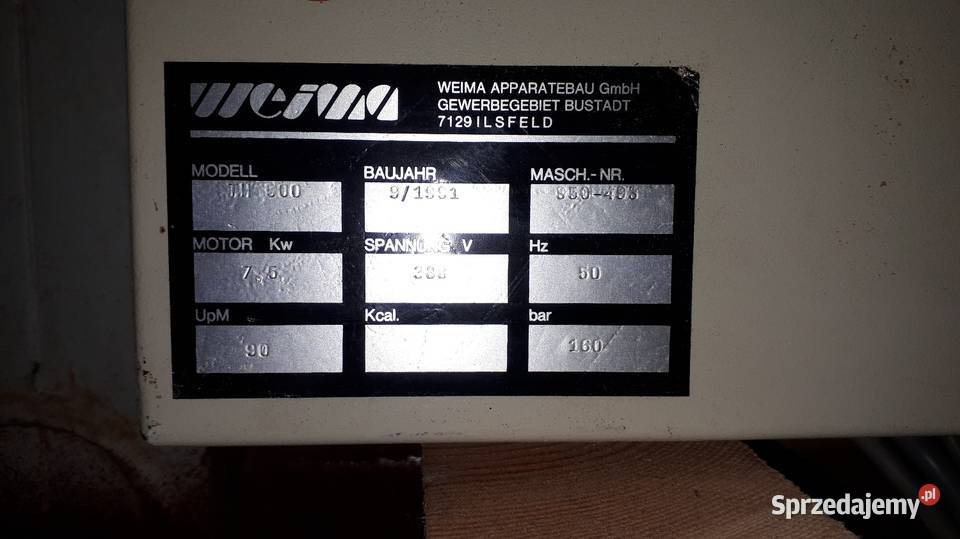 weima
WEIMA APPARATEBAU GmbH
GEWERBEGEBIET BUSTADT
7129 ILSFELD
MODELL BAUJAHR MASCH.-NR.
9/1991
MOTOR Kw SPANNUNG V Hz
7,5 50
UpM Kcal. bar
90 160
Sprzedajemy.pl